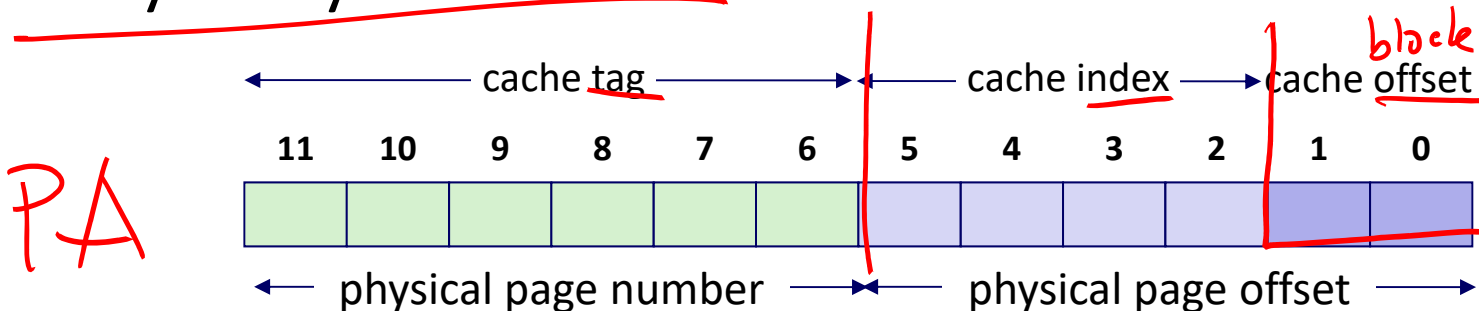 block
cache tag cache index cache offset
11 10 9 8 7 6 5 4 3 2 1 0
PA
physical page number physical page offset